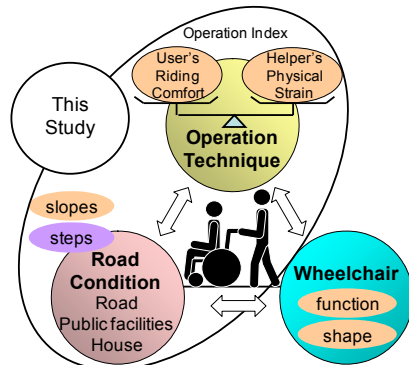 Operation Index
User's
Riding
Comfort
Helper's
Physical
Strain
This
Study
Operation
Technique
slopes
steps
Road
Condition
Road
Public facilities
House
Wheelchair
function
shape